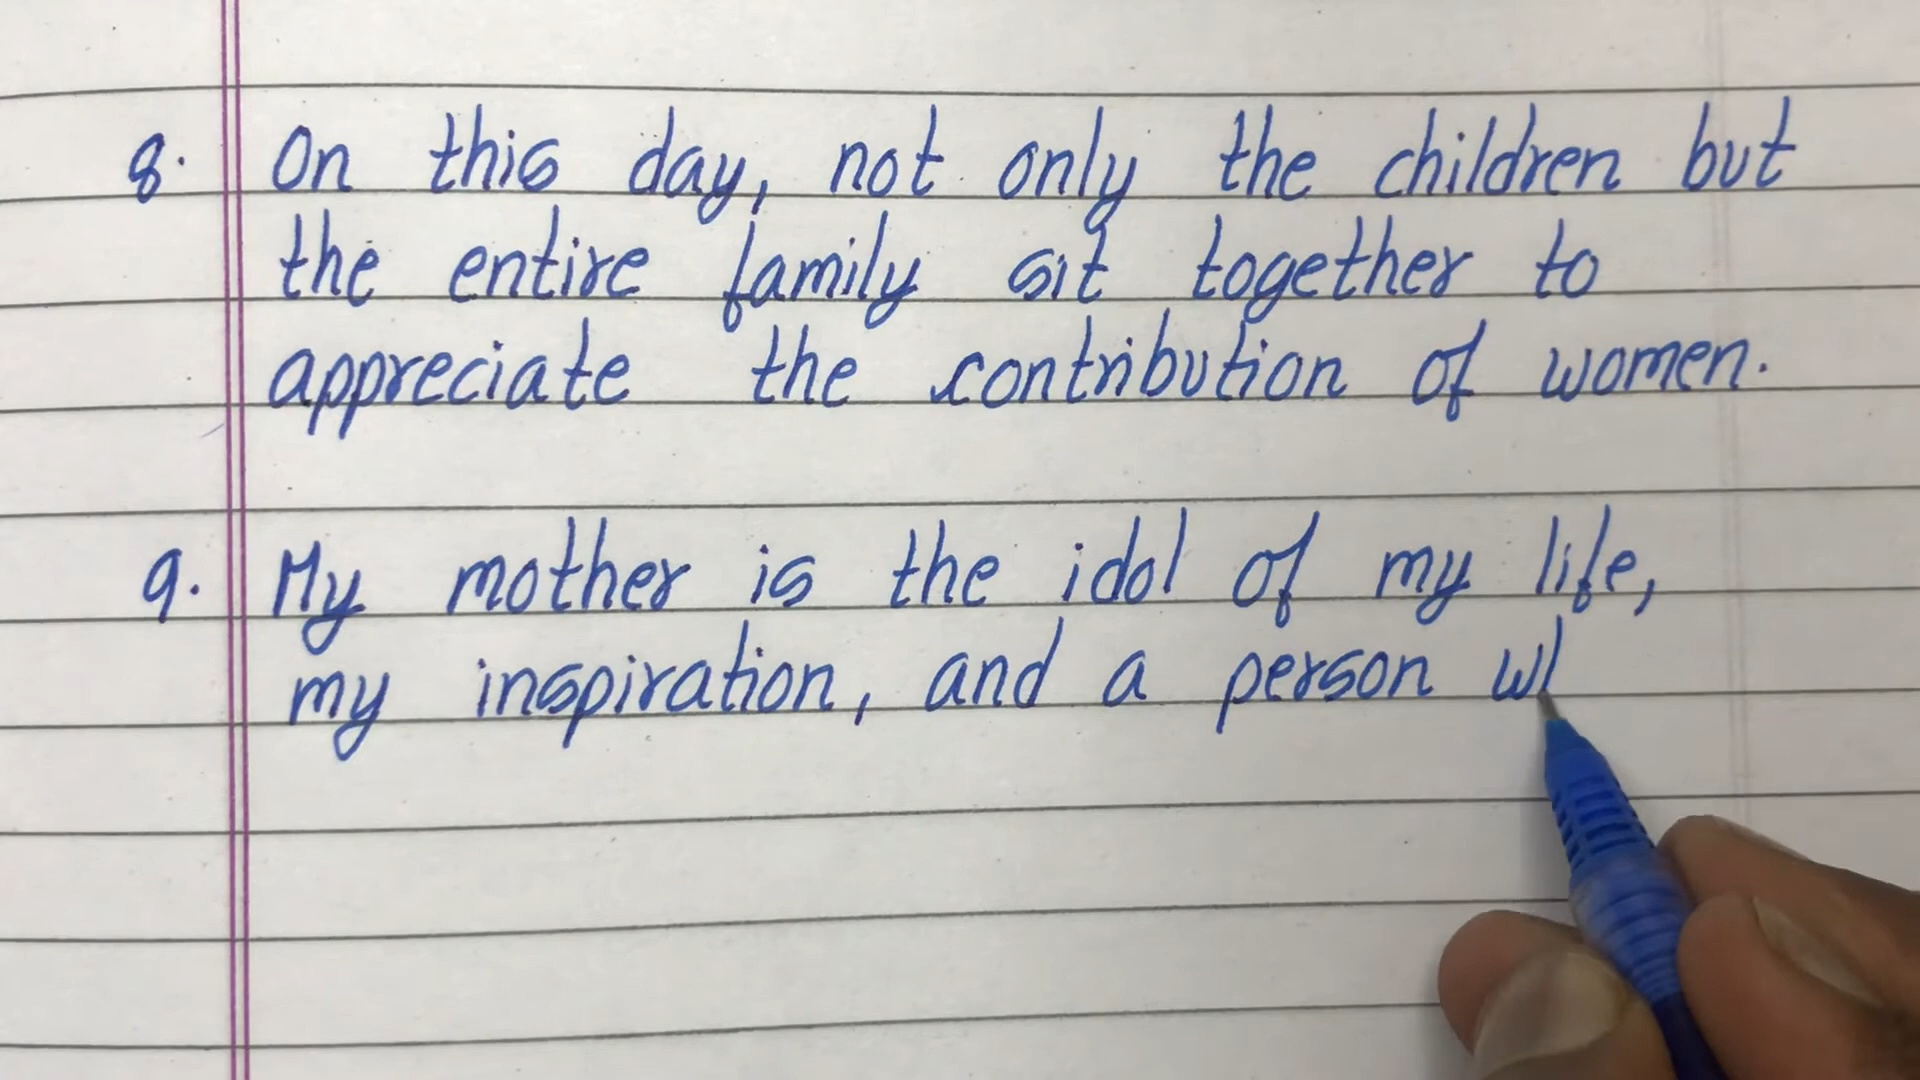 8. On this day, not only the children but
the entire family sit together to
appreciate the contribution of women.
9. My mother is the idol of my life,
my inspiration, and a person